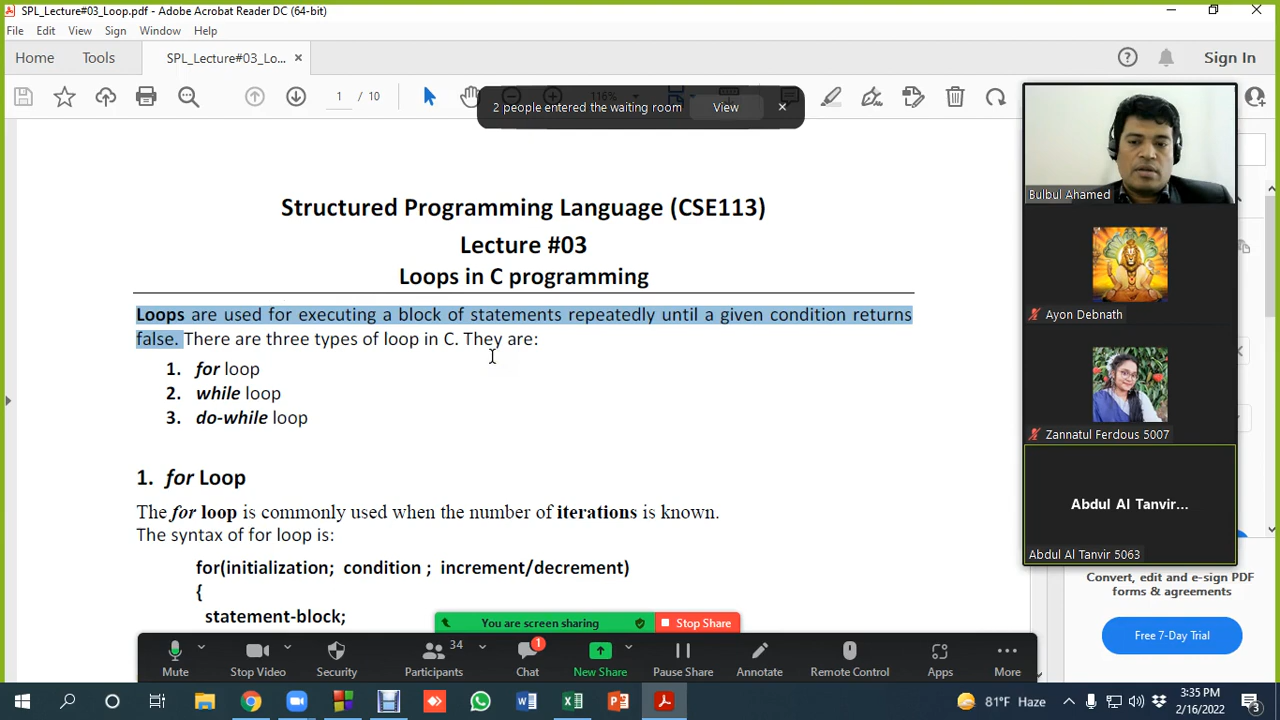 SPL_Lecture#03_Loop.pdf - Adobe Acrobat Reader DC (64-bit)
File Edit View Sign Window Help
Home Tools SPL_Lecture#03_Lo... × Sign In
1 / 10 116%
2 people entered the waiting room View ×
Structured Programming Language (CSE113)
Lecture #03
Loops in C programming
Loops are used for executing a block of statements repeatedly until a given condition returns
false. There are three types of loop in C. They are:
1. for loop
2. while loop
3. do-while loop
1. for Loop
The for loop is commonly used when the number of iterations is known.
The syntax of for loop is:
for(initialization; condition ; increment/decrement)
{
statement-block;
Bulbul Ahamed
Ayon Debnath
Zannatul Ferdous 5007
Abdul Al Tanvir...
Abdul Al Tanvir 5063
Convert, edit and e-sign PDF
forms & agreements
Free 7-Day Trial
You are screen sharing Stop Share
34 1
Mute Stop Video Security Participants Chat New Share Pause Share Annotate Remote Control Apps More
81°F Haze
3:35 PM
2/16/2022
3